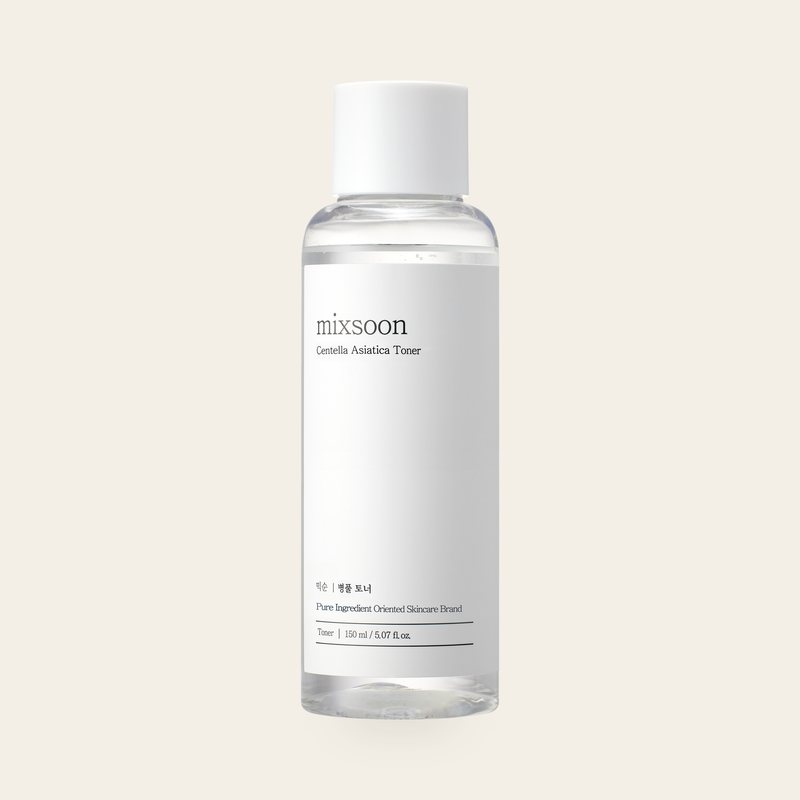 mixsoon
Centella Asiatica Toner
믹순 | 병풀 토너
Pure Ingredient Oriented Skincare Brand
Toner | 150 ml / 5.07 fl. oz.